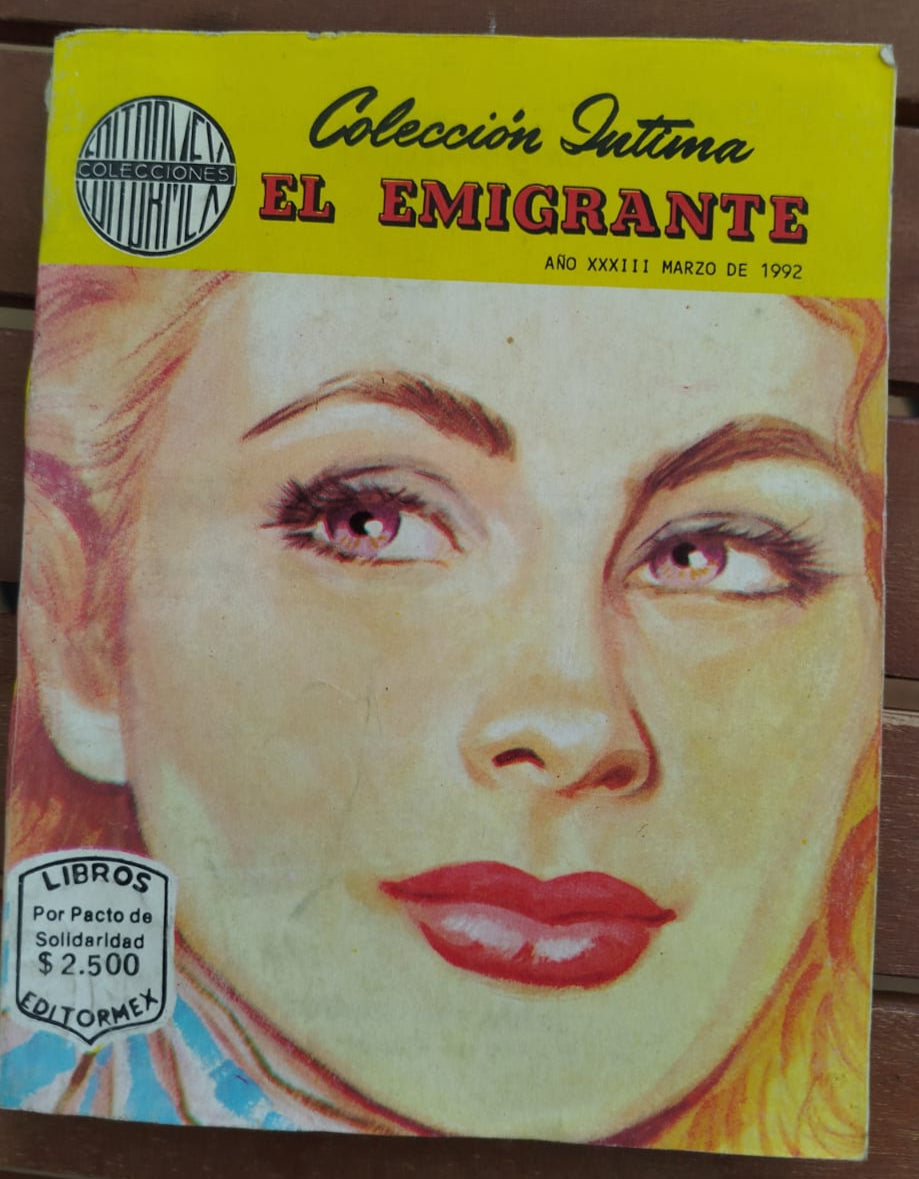 Colección Intima
EDITORMEX
COLECCIONES
EDITORMEX
EL EMIGRANTE
AÑO XXXIII MARZO DE 1992
LIBROS
Por Pacto de
Solidaridad
$ 2.500
EDITORMEX